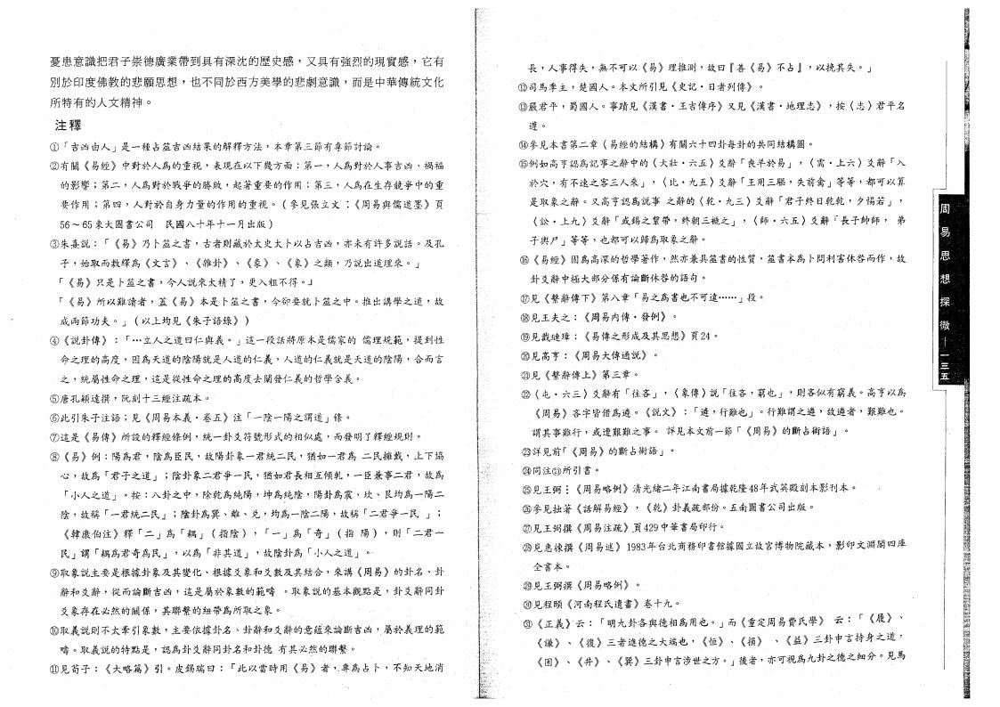 憂患意識把君子崇德廣業帶到具有深沈的歷史感，又具有強烈的現實感，它有
別於印度佛教的悲願思想，也不同於西方美學的悲劇意識，而是中華傳統文化
所特有的人文精神。
注釋
①「吉凶由人」是一種占筮吉凶結果的解釋方法，本章第三節有專節討論。
②有關《易經》中對於人為的重視，表現在以下幾方面：第一，人為對於人事吉凶、禍福
的影響；第二，人為對於戰爭的勝敗，起著重要的作用；第三，人為在生存競爭中的重
要作用；第四，人對於自身力量的作用的重視。（參見張立文：《周易與儒道墨》頁
56～65東大圖書公司　民國八十年十一月出版）
③朱熹說：「《易》乃卜筮之書，古者則藏於太史太卜以占吉凶，亦未有許多說話。及孔
子，始取而敷繹為《文言》、《雜卦》、《彖》、《象》之類，乃說出道理來。」
「《易》只是卜筮之書，今人說來太精了，更入粗不得。」
「《易》所以難讀者，蓋《易》本是卜筮之書，今卻要就卜筮之中。推出講學之道，故
成兩節功夫。」（以上均見《朱子語錄》）
④《說卦傳》：「…立人之道曰仁與義。」這一段話將原本是儒家的 儒理規範，提到性
命之理的高度，因為天道的陰陽就是人道的仁義，人道的仁義就是天道的陰陽，合而言
之，統屬性命之理，這是從性命之理的高度去闡發仁義的哲學含義。
⑤唐孔穎達撰，阮刻十三經注疏本。
⑥此引朱子注語；見《周易本義·卷五》注「一陰一陽之謂道」條。
⑦這是《易傳》所設的釋經條例，統一卦爻符號形式的相似處，而發明了釋經規則。
⑧《易》例：陽為君，陰為臣民，故陽卦象一君統二民，猶如一君為 二民擁戴，上下協
心，故為「君子之道」；陰卦象二君爭一民，猶如君長相互傾軋，一臣兼事二君，故為
「小人之道」。按：八卦之中，除乾為純陽，坤為純陰，陽卦為震、坎、艮均為一陽二
陰，故稱「一君統二民」；陰卦為巽、離、兌，均為一陰二陽，故稱「二君爭一民 」；
《韓康伯注》釋「二」為「耦」（指陰），「一」為「奇」（指 陽），則「二君一
民」謂「耦為君奇為民」，以為「非其道」，故陰卦為「小人之道」。
⑨取象說主要是根據卦象及其變化、根據爻象和爻數及其結合，來講《周易》的卦名、卦
辭和爻辭，從而論斷吉凶，這是屬於象數的範疇 。取象說的基本觀點是，卦爻辭同卦
爻象存在必然的關係，其聯繫的紐帶為所取之象。
⑩取義說則不太牽引象數，主要依據卦名、卦辭和爻辭的意蘊來論斷吉凶，屬於義理的範
疇。取義說的特點是，認為卦爻辭同卦名和卦德 有其必然的聯繫。
⑪見荀子：《大略篇》引。皮錫瑞曰：「此以當時用《易》者，專為占卜，不知天地消
長，人事得失，無不可以《易》理推測，故曰『善《易》不占』，以挽其失。」
⑫司馬季主，楚國人。本文所引見《史記·日者列傳》。
⑬嚴君平，蜀國人。事蹟見《漢書·王吉傳序》又見《漢書·地理志》，按〈志〉君平名
遵。
⑭參見本書第二章〈易經的結構〉有關六十四卦每卦的共同結構圖。
⑮例如高亨認為記事之辭中的〈大壯·六五〉爻辭「喪羊於易」，〈需·上六〉爻辭「入
於穴，有不速之客三人來」，〈比·九五〉爻辭「王用三驅，失前禽」等等，都可以算
是取象之辭。又高亨認為說事 之辭的〈乾·九三〉爻辭「君子終日乾乾，夕惕若」，
〈訟·上九〉爻辭「或錫之鞶帶，終朝三褫之」，〈師·六五〉爻辭「長子帥師， 弟
子輿尸」等等，也都可以歸為取象之辭。
⑯《易經》因為高深的哲學著作，然亦兼具筮書的性質，筮書本為卜問利害休咎而作，故
卦爻辭中極大部分係有論斷休咎的語句。
⑰見《繫辭傳下》第八章「易之為書也不可遠……」段。
⑱見王夫之：《周易內傳·發例》。
⑲見戴璉璋：《易傳之形成及其思想》頁24。
⑳見高亨：《周易大傳通說》。
㉑見《繫辭傳上》第三章。
㉒〈屯·六三〉爻辭有「往吝」，〈象傳〉說「往吝，窮也」，則吝似有窮義。高亨以為
《周易》吝字皆借為遴。《說文》：「遴，行難也」。行難謂之遴，故遴者，艱難也。
謂其事難行，或遭艱難之事。 詳見本文前一節「《周易》的斷占術語」。
㉓詳見前「《周易》的斷占術語」。
㉔同注⑬所引書。
㉕見王弼：《周易略例》清光緒二年江南書局據乾隆48年武英殿刻本影刊本。
㉖參見拙著《話解易經》，《乾》卦義疏部份。五南圖書公司出版。
㉗見王弼撰《周易注疏》頁429中華書局印行。
㉘見惠棟撰《周易述》1983年台北商務印書館據國立故宮博物院藏本，影印文淵閣四庫
全書本。
㉙見王弼撰《周易略例》。
㉚見程頤《河南程氏遺書》卷十九。
㉛《正義》云：「明九卦各與德相為用也。」而《重定周易費氏學》 云：「《履》、
《謙》、《復》三者進德之大端也，《恒》、《損》 、《益》三卦申言持身之道，
《困》、《井》、《巽》三卦申言涉世之方。」後者，亦可視為九卦之德之細分。見馬
周易思想探微－一三五